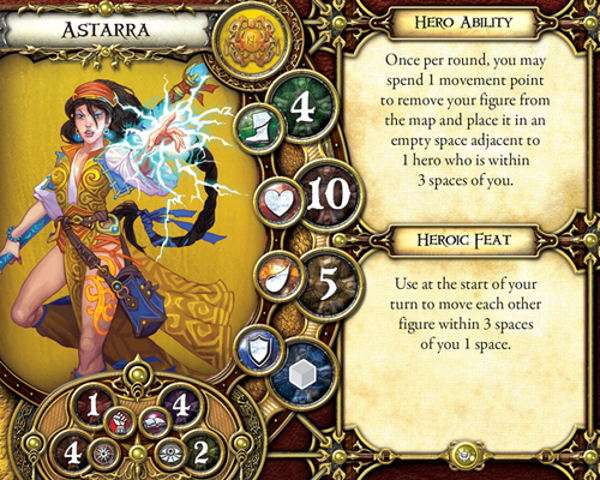 ASTARRA
4
10
5
1
4
4
2
HERO ABILITY
Once per round, you may
spend 1 movement point
to remove your figure from
the map and place it in an
empty space adjacent to
1 hero who is within
3 spaces of you.
HEROIC FEAT
Use at the start of your
turn to move each other
figure within 3 spaces
of you 1 space.